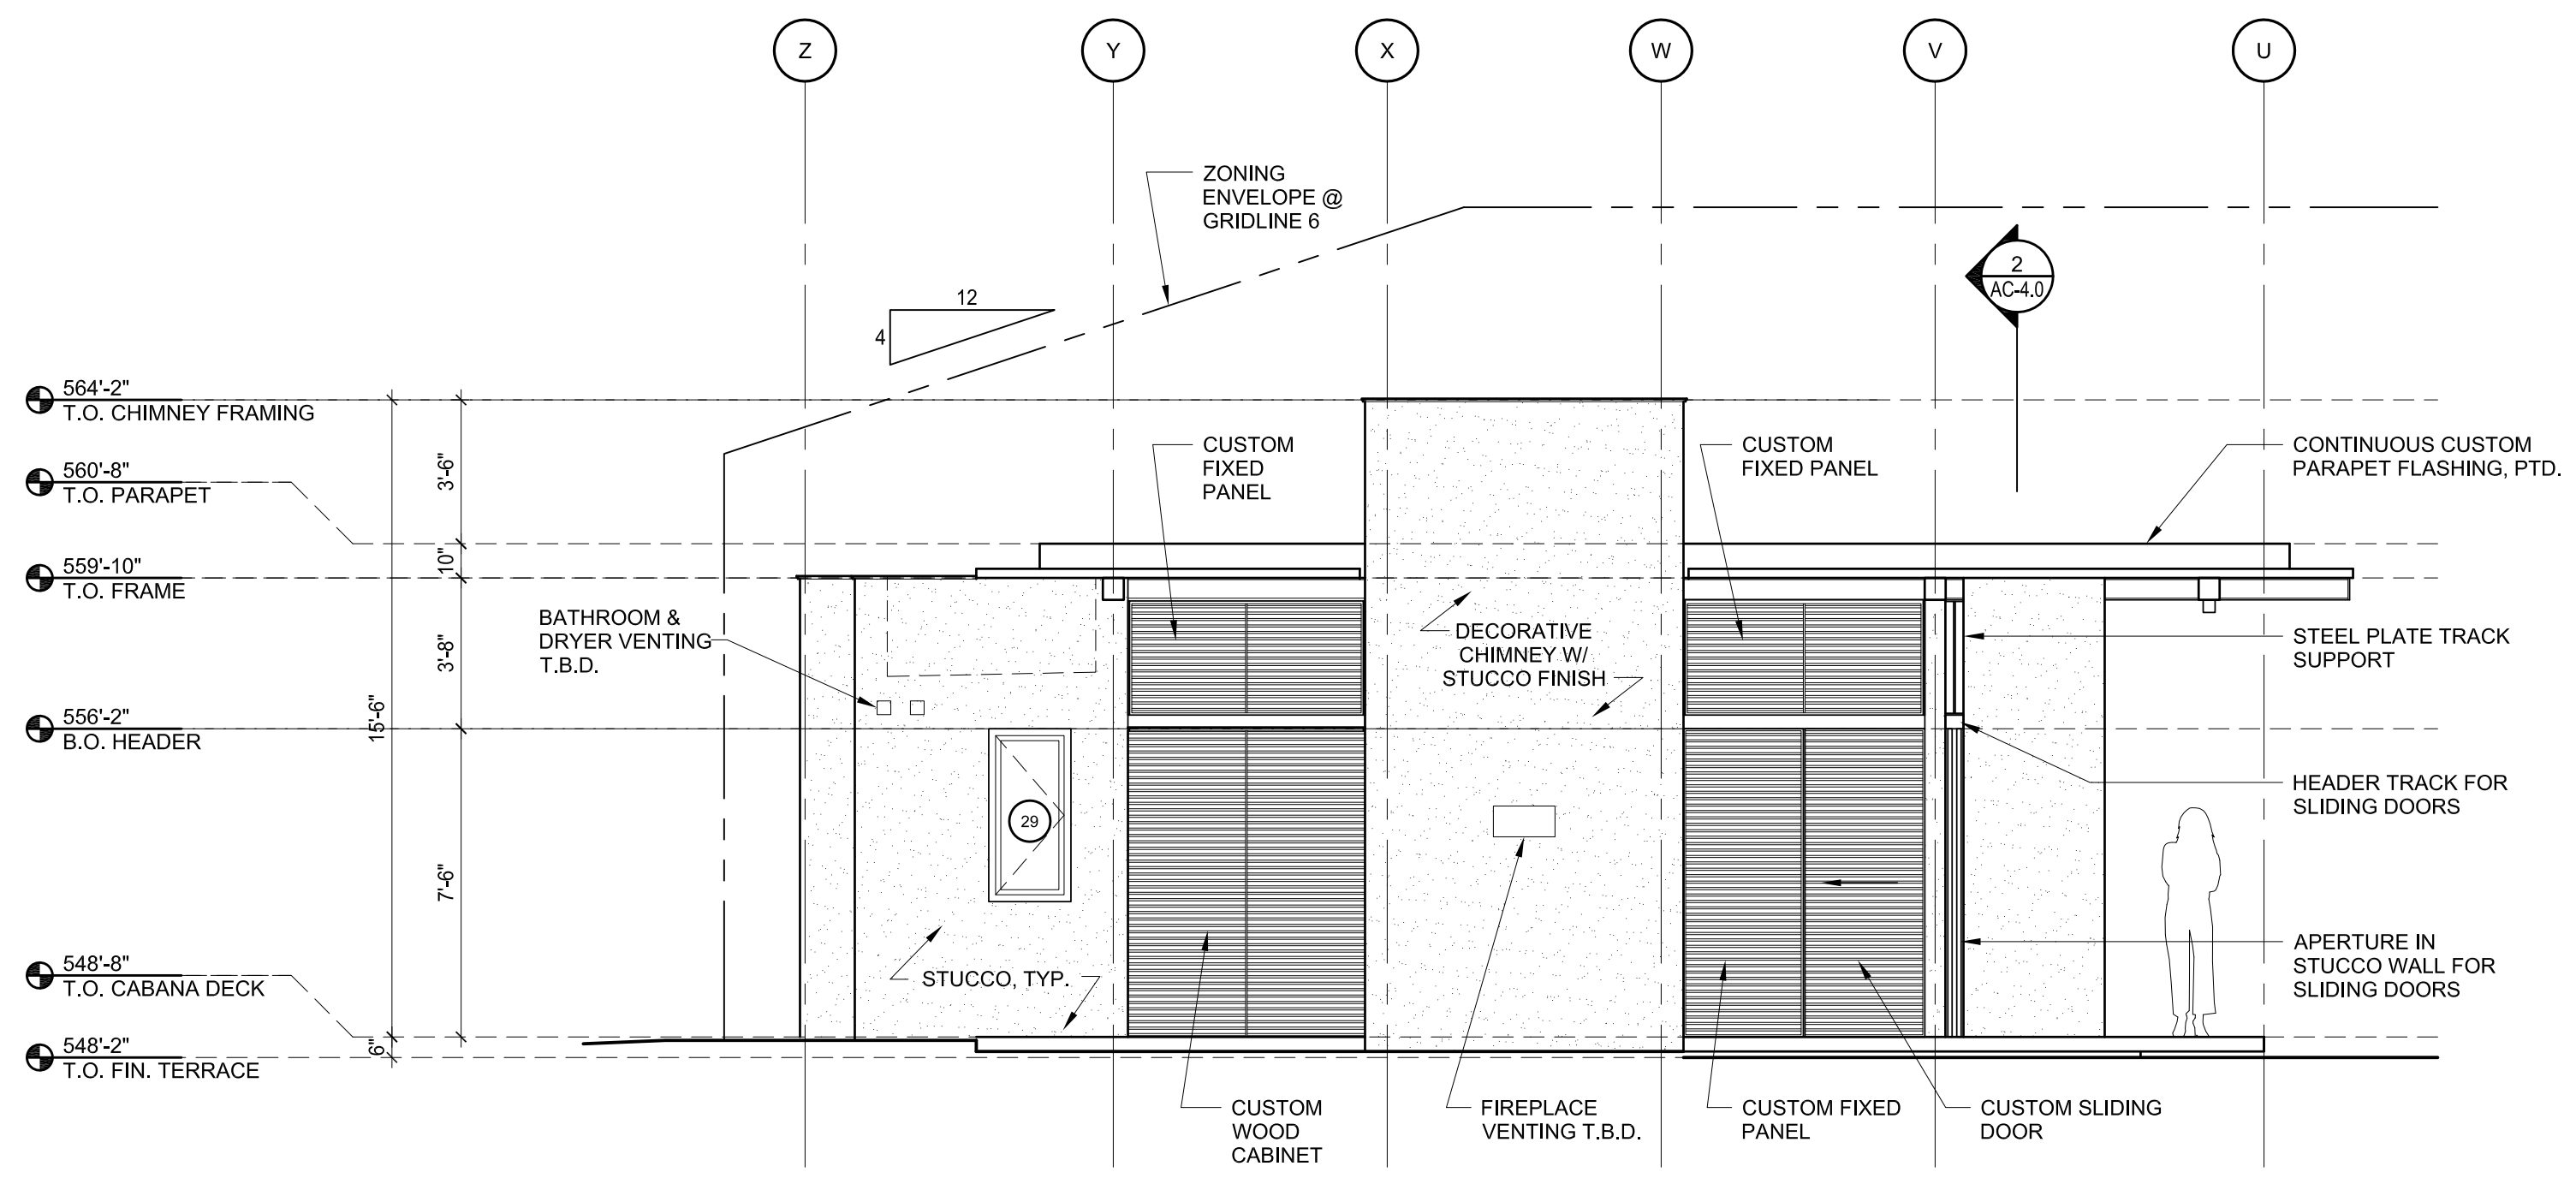 Z
Y
X
W
V
U
ZONING
ENVELOPE @
GRIDLINE 6
12
4
2
AC-4.0
564'-2"
T.O. CHIMNEY FRAMING
560'-8"
T.O. PARAPET
559'-10"
T.O. FRAME
556'-2"
B.O. HEADER
548'-8"
T.O. CABANA DECK
548'-2"
T.O. FIN. TERRACE
15'-6"
6"
3'-6"
10"
3'-8"
7'-6"
CUSTOM
FIXED
PANEL
CUSTOM
FIXED PANEL
CONTINUOUS CUSTOM
PARAPET FLASHING, PTD.
BATHROOM &
DRYER VENTING
T.B.D.
DECORATIVE
CHIMNEY W/
STUCCO FINISH
STEEL PLATE TRACK
SUPPORT
HEADER TRACK FOR
SLIDING DOORS
29
APERTURE IN
STUCCO WALL FOR
SLIDING DOORS
STUCCO, TYP.
CUSTOM
WOOD
CABINET
FIREPLACE
VENTING T.B.D.
CUSTOM FIXED
PANEL
CUSTOM SLIDING
DOOR